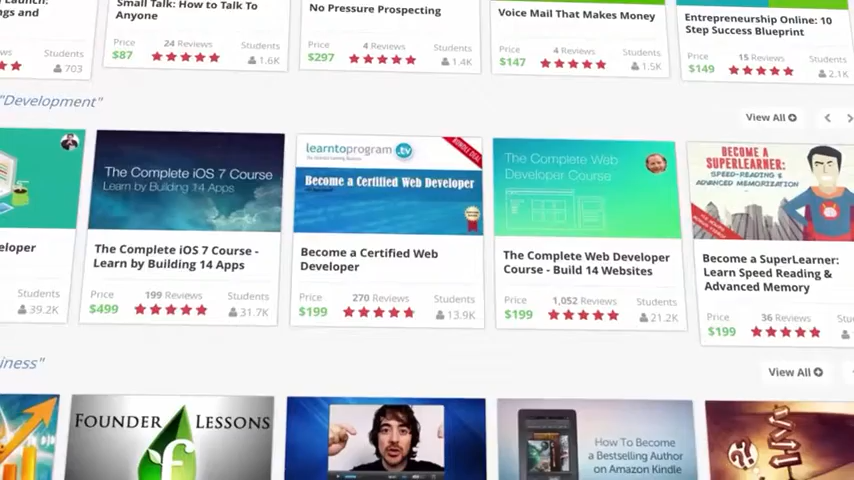 ngs and
703
Small Talk: How to Talk To
Anyone
Price 24 Reviews Students
$87 1.6K
No Pressure Prospecting
Price 4 Reviews Students
$297 1.4K
Voice Mail That Makes Money
Price 4 Reviews Students
$147 1.5K
Entrepreneurship Online: 10
Step Success Blueprint
Price 15 Reviews Students
$149 2.1K
"Development"
View All
eloper
Students
39.2K
The Complete iOS 7 Course
Learn by Building 14 Apps
The Complete iOS 7 Course -
Learn by Building 14 Apps
Price 199 Reviews Students
$499 31.7K
learntoprogram.tv
BUNDLE DEAL
Become a Certified Web Developer
Become a Certified Web
Developer
Price 270 Reviews Students
$199 13.9K
The Complete Web
Developer Course
The Complete Web Developer
Course - Build 14 Websites
Price 1,052 Reviews Students
$199 21.2K
BECOME A
SUPERLEARNER:
SPEED-READING &
ADVANCED MEMORIZATION
Become a SuperLearner:
Learn Speed Reading &
Advanced Memory
Price 36 Reviews
$199
iness"
View All
FOUNDER LESSONS
f
How To Become
a Bestselling Author
on Amazon Kindle